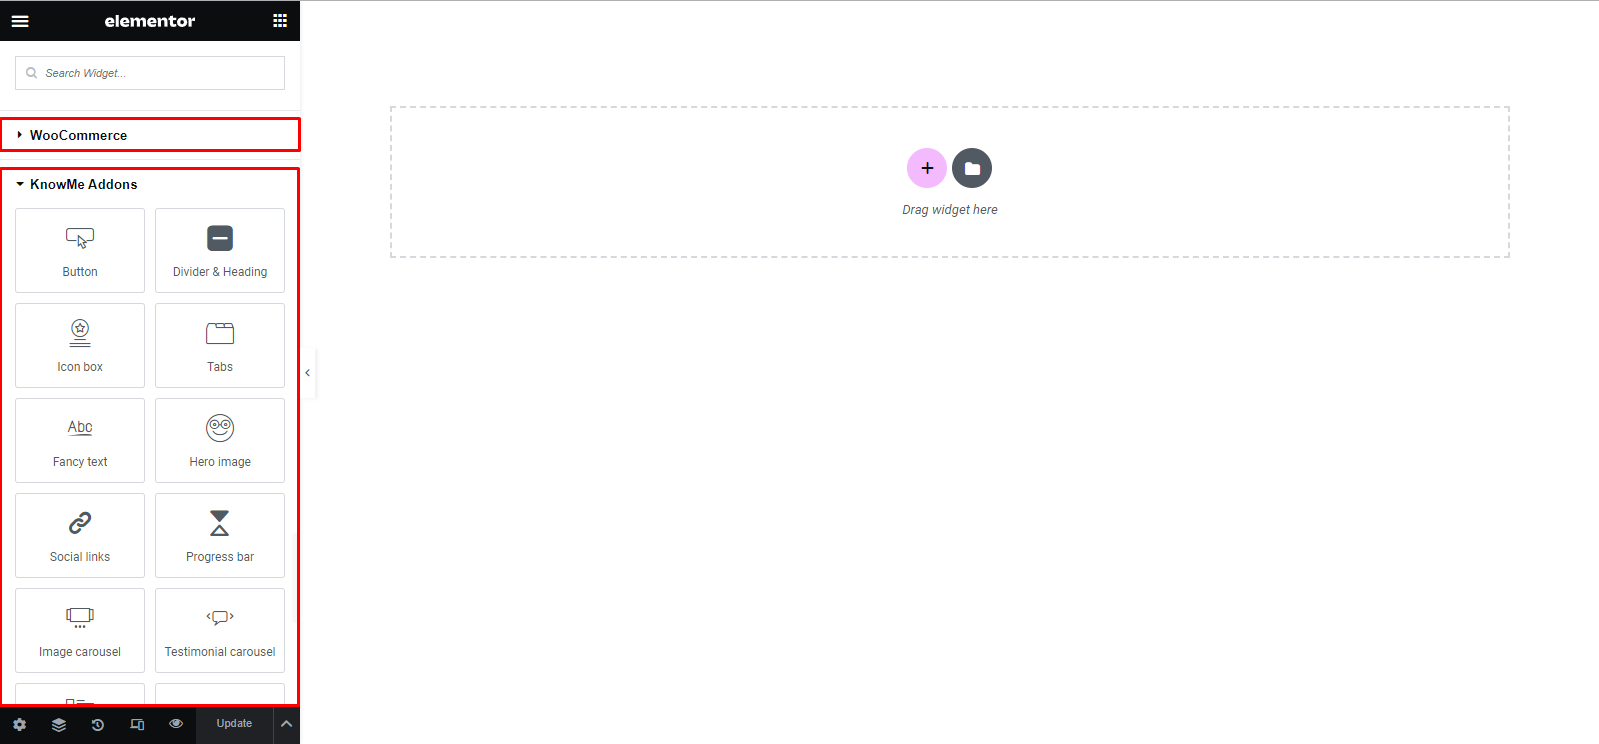 elementor
Search Widget...
WooCommerce
KnowMe Addons
Button
Divider & Heading
Icon box
Tabs
Abc
Fancy text
Hero image
Social links
Progress bar
Image carousel
Testimonial carousel
Update
Drag widget here